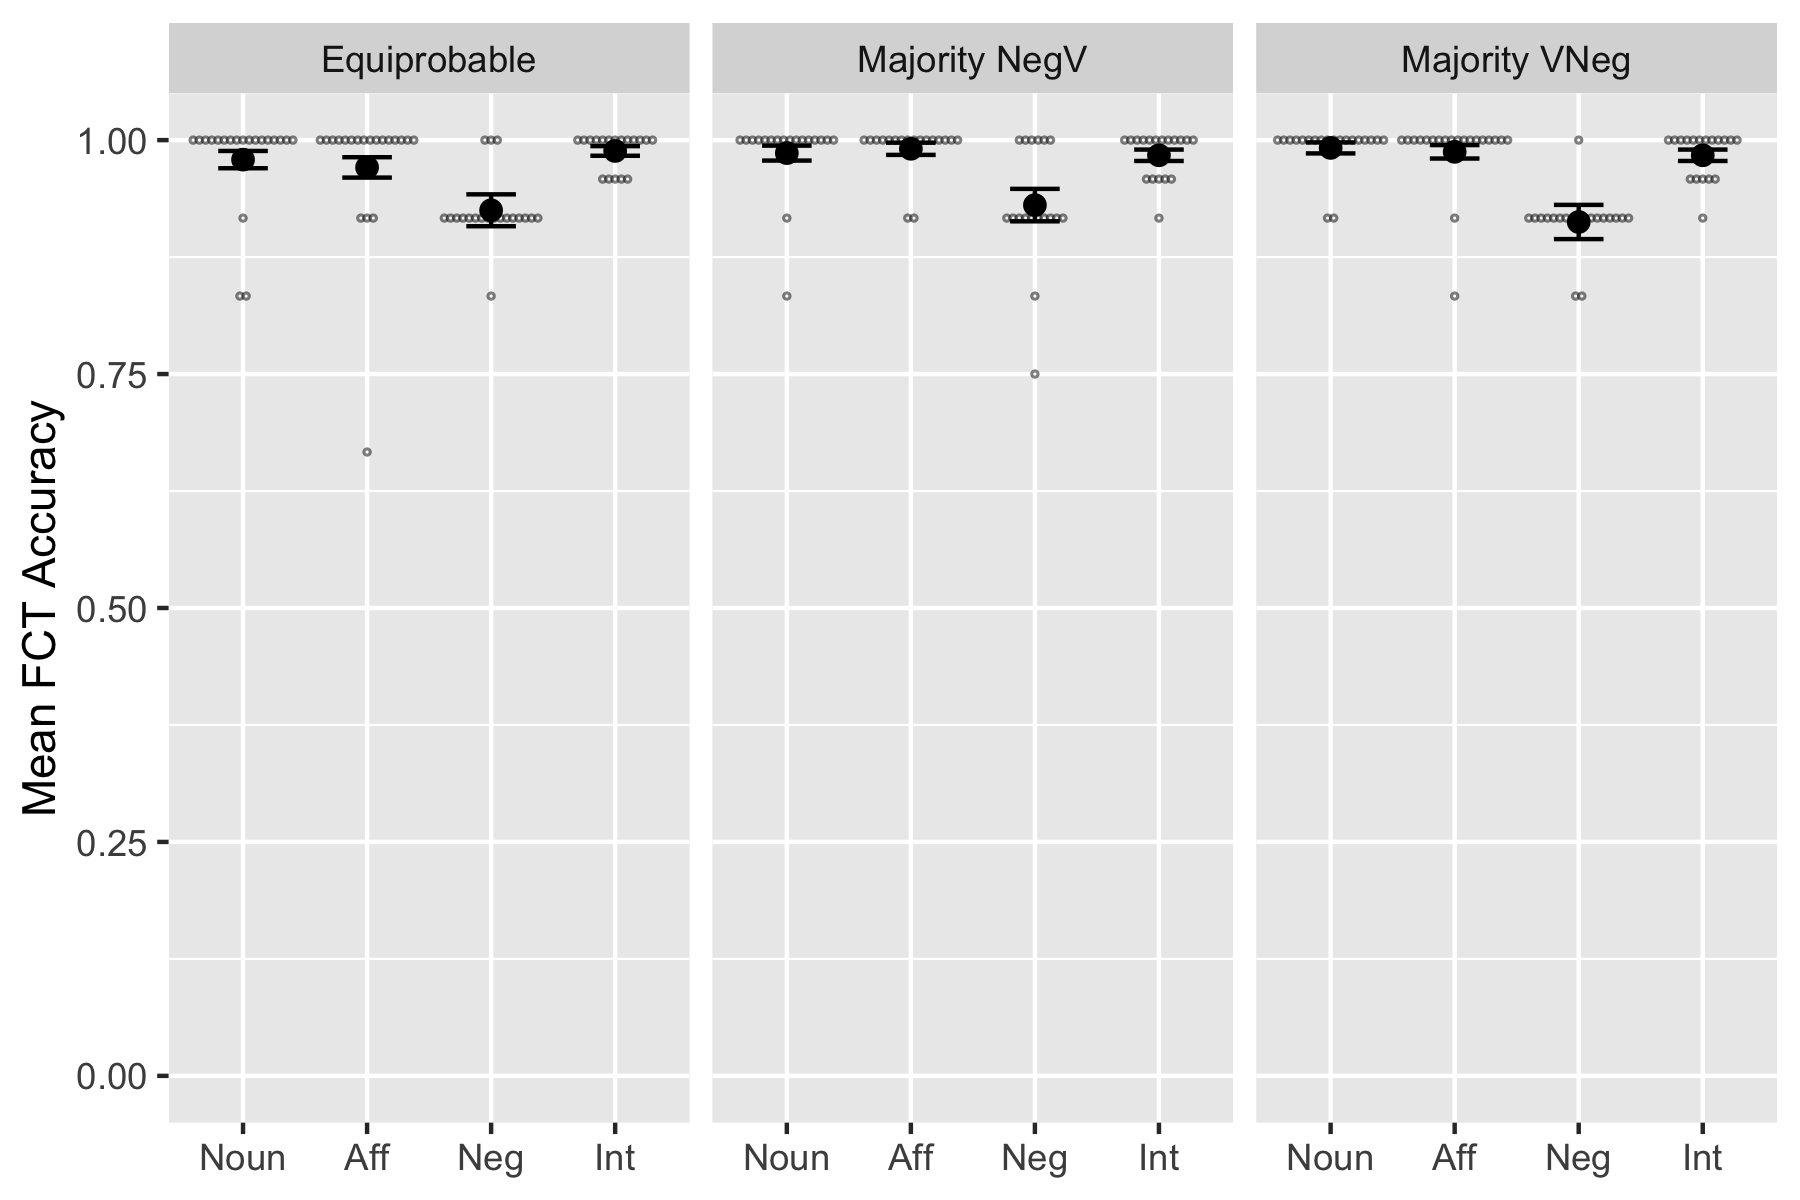 Equiprobable
Majority NegV
Majority VNeg
Mean FCT Accuracy
1.00
0.75
0.50
0.25
0.00
Noun Aff Neg Int
Noun Aff Neg Int
Noun Aff Neg Int